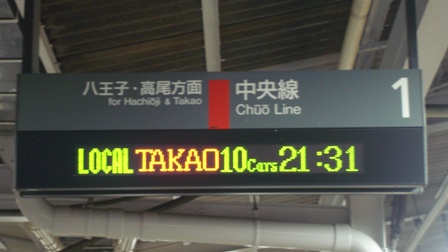 八王子・高尾方面 中央線 1
for Hachiōji & Takao Chūō Line
LOCAL TAKAO 10Cars 21:31